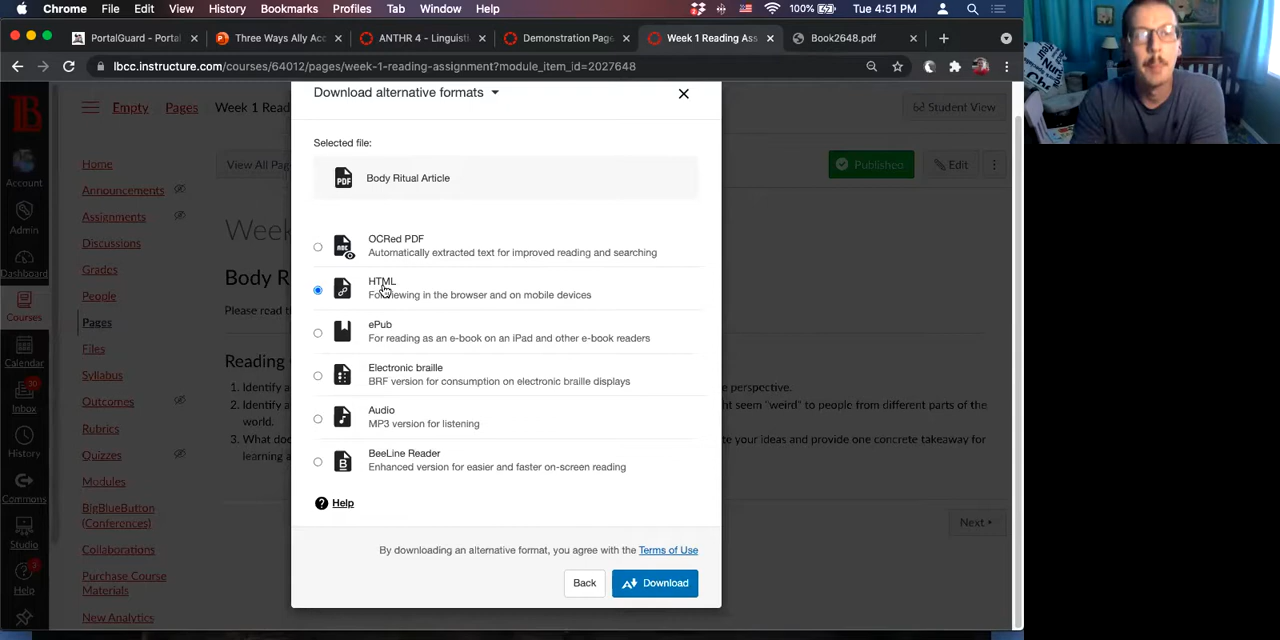 Chrome File Edit View History Bookmarks Profiles Tab Window Help 100% Tue 4:51 PM
PortalGuard - Portal Three Ways Ally Acc ANTHR 4 - Linguisti Demonstration Page Week 1 Reading Ass Book2648.pdf
lbcc.instructure.com/courses/64012/pages/week-1-reading-assignment?module_item_id=2027648
Download alternative formats
Empty Pages Week 1 Read
Student View
Selected file:
Body Ritual Article
Account
Admin
Dashboard
Courses
Calendar
30
Inbox
History
Commons
Studio
2
Help
Home
Announcements
Assignments
Discussions
Grades
People
Pages
Files
Syllabus
Outcomes
Rubrics
Quizzes
Modules
BigBlueButton
(Conferences)
Collaborations
Purchase Course
Materials
New Analytics
View All Pag
Published Edit
Week
Body R
Please read t
Reading
1. Identify a
2. Identify a
world.
3. What doe
learning a
OCRed PDF
Automatically extracted text for improved reading and searching
HTML
For viewing in the browser and on mobile devices
ePub
For reading as an e-book on an iPad and other e-book readers
Electronic braille
BRF version for consumption on electronic braille displays
Audio
MP3 version for listening
BeeLine Reader
Enhanced version for easier and faster on-screen reading
Help
By downloading an alternative format, you agree with the Terms of Use
Back Download
perspective.
seem "weird" to people from different parts of the
te your ideas and provide one concrete takeaway for
Next